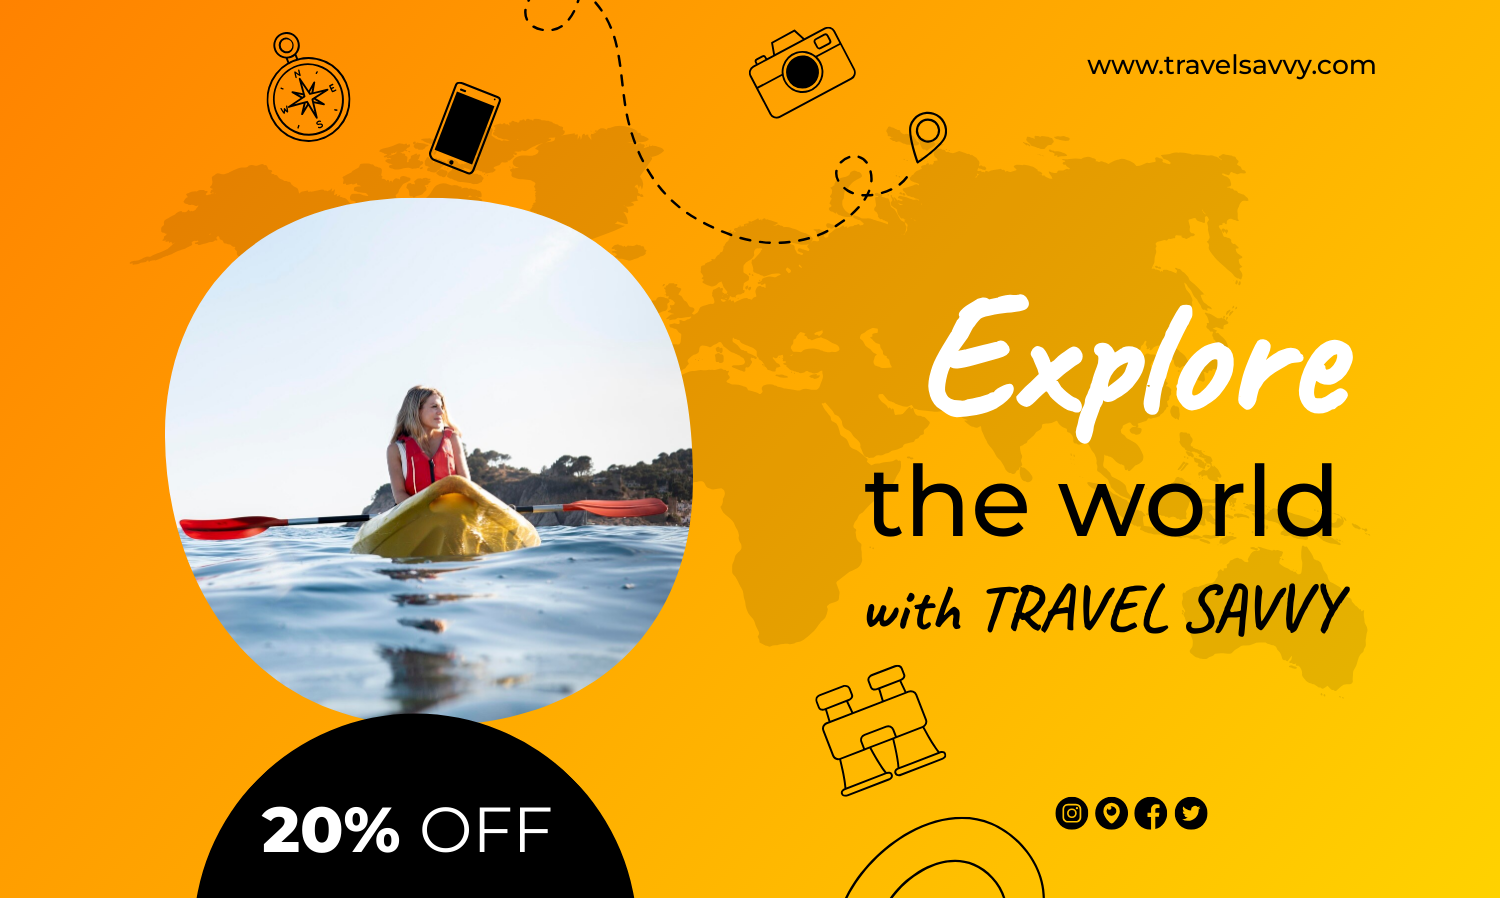 www.travelsavvy.com
N
E
W
S
Explore
the world
with TRAVEL SAVVY
20% OFF